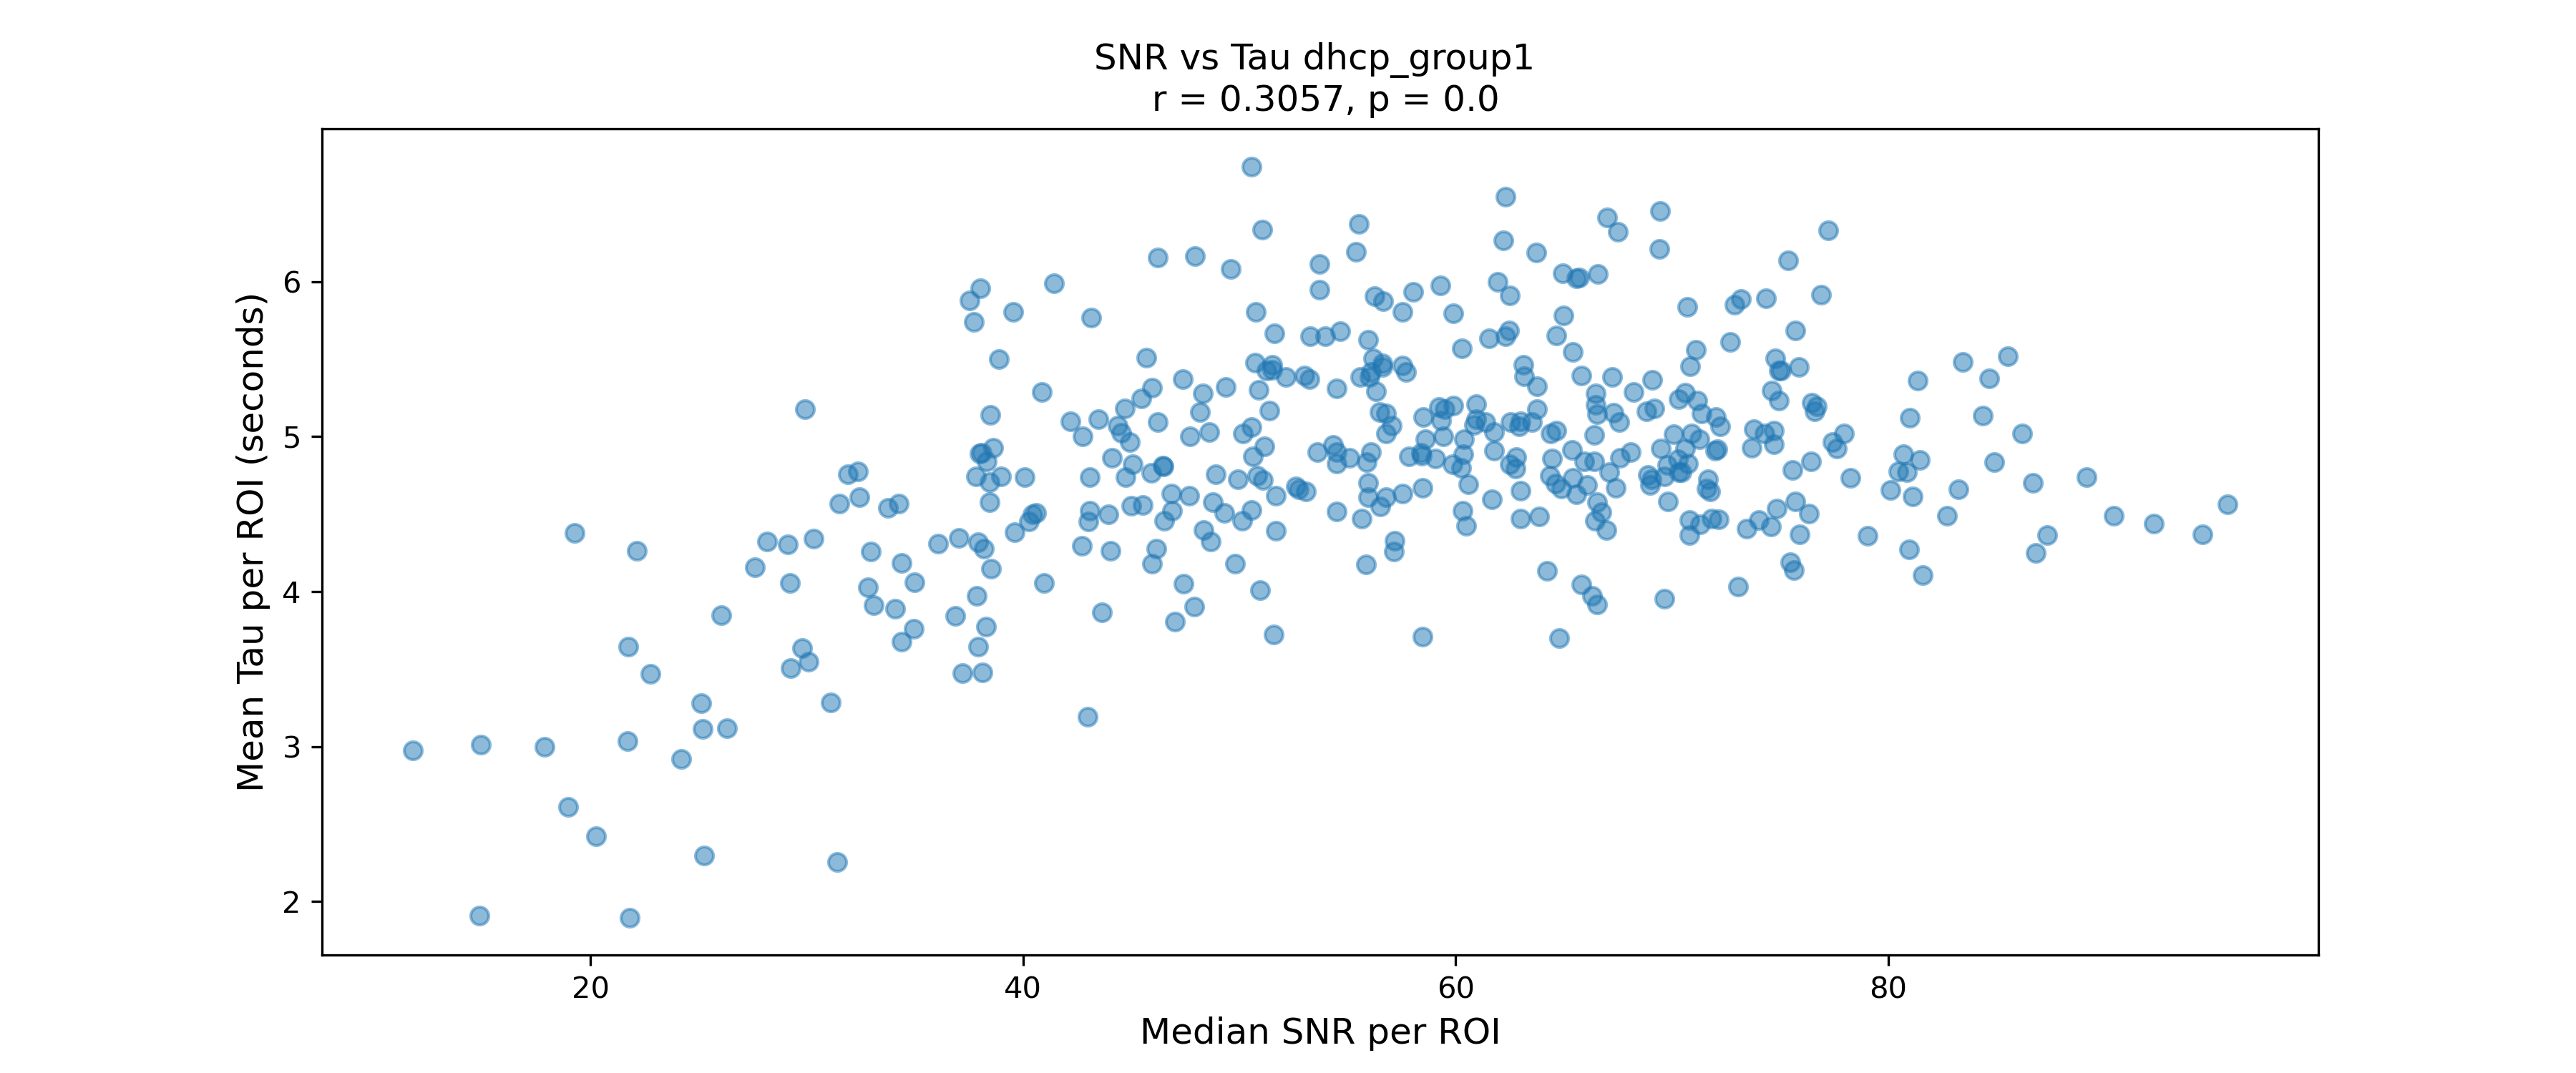 SNR vs Tau dhcp_group1
r = 0.3057, p = 0.0
Mean Tau per ROI (seconds)
6
5
4
3
2
20 40 60 80
Median SNR per ROI